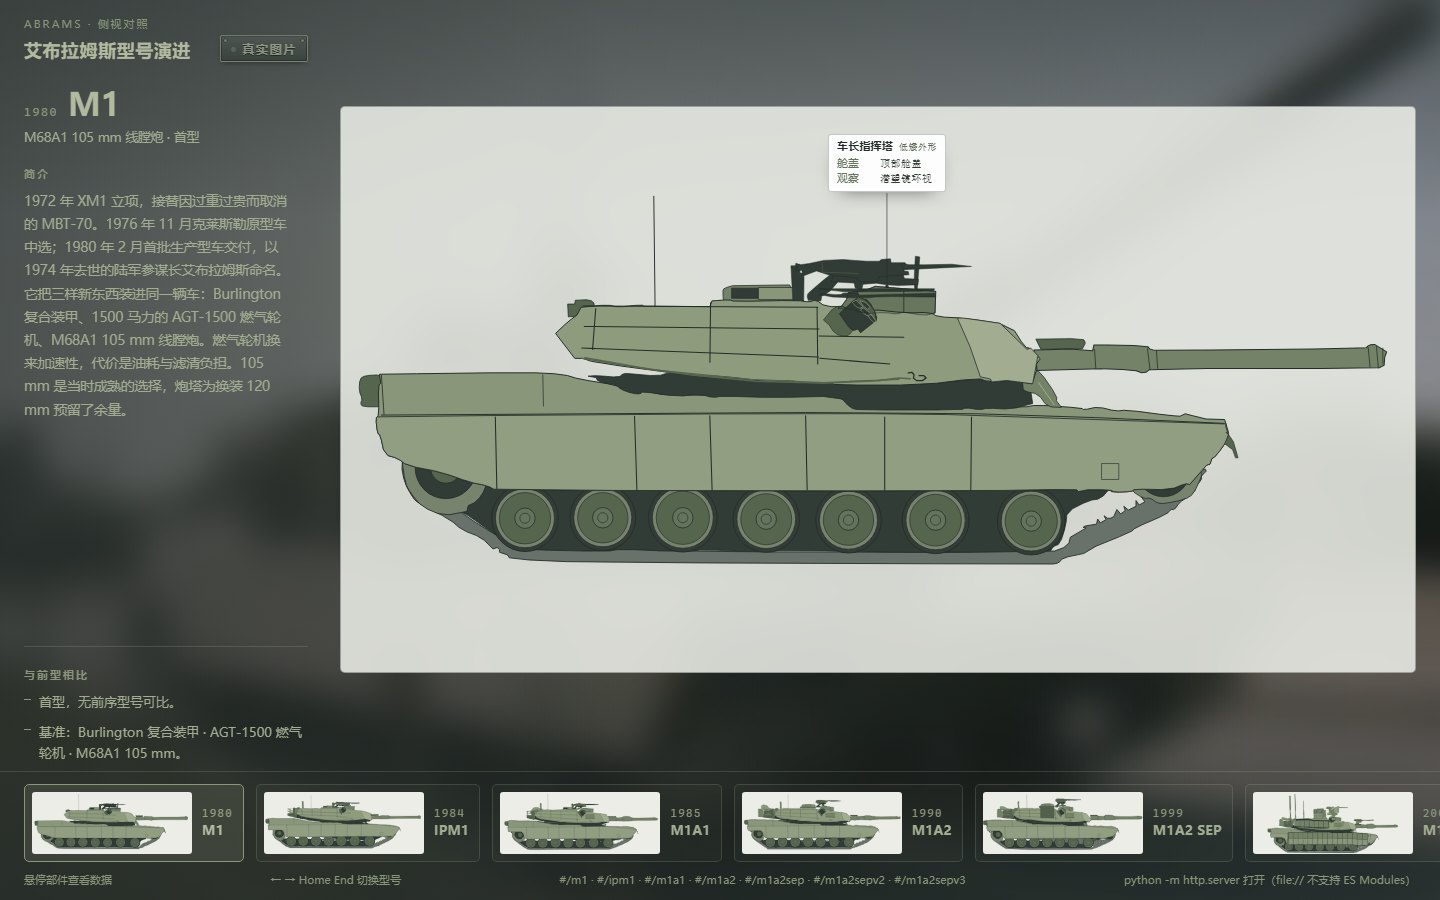 ABRAMS · 侧视对照
艾布拉姆斯型号演进
真实图片
1980 M1
M68A1 105 mm 线膛炮 · 首型
简介
1972 年 XM1 立项，接替因过重过贵而取消
的 MBT-70。1976 年 11 月克莱斯勒原型车
中选；1980 年 2 月首批生产型车交付，以
1974 年去世的陆军参谋长艾布拉姆斯命名。
它把三样新东西装进同一辆车：Burlington
复合装甲、1500 马力的 AGT-1500 燃气轮
机、M68A1 105 mm 线膛炮。燃气轮机换
来加速性，代价是油耗与滤清负担。105
mm 是当时成熟的选择，炮塔为换装 120
mm 预留了余量。
车长指挥塔 低矮外形
舱盖 顶部舱盖
观察 潜望镜环视
与前型相比
– 首型，无前序型号可比。
– 基准：Burlington 复合装甲 · AGT-1500 燃气
轮机 · M68A1 105 mm。
1980
M1
1984
IPM1
1985
M1A1
1990
M1A2
1999
M1A2 SEP
悬停部件查看数据
←→ Home End 切换型号
#/m1 · #/ipm1 · #/m1a1 · #/m1a2 · #/m1a2sep · #/m1a2sepv2 · #/m1a2sepv3
python -m http.server 打开（file:// 不支持 ES Modules）